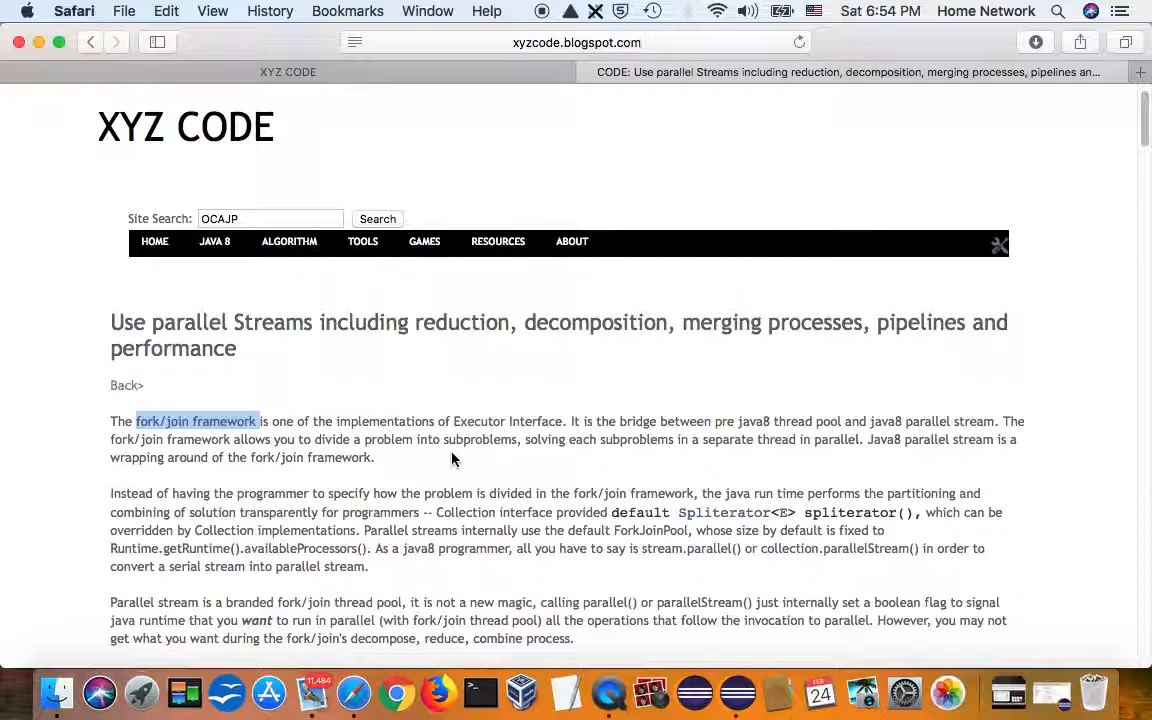 Safari File Edit View History Bookmarks Window Help Sat 6:54 PM Home Network
xyzcode.blogspot.com
XYZ CODE CODE: Use parallel Streams including reduction, decomposition, merging processes, pipelines an...
XYZ CODE
Site Search: OCAJP Search
HOME JAVA 8 ALGORITHM TOOLS GAMES RESOURCES ABOUT
Use parallel Streams including reduction, decomposition, merging processes, pipelines and
performance
Back>
The fork/join framework is one of the implementations of Executor Interface. It is the bridge between pre java8 thread pool and java8 parallel stream. The
fork/join framework allows you to divide a problem into subproblems, solving each subproblems in a separate thread in parallel. Java8 parallel stream is a
wrapping around of the fork/join framework.
Instead of having the programmer to specify how the problem is divided in the fork/join framework, the java run time performs the partitioning and
combining of solution transparently for programmers -- Collection interface provided default Spliterator<E> spliterator(), which can be
overridden by Collection implementations. Parallel streams internally use the default ForkJoinPool, whose size by default is fixed to
Runtime.getRuntime().availableProcessors(). As a java8 programmer, all you have to say is stream.parallel() or collection.parallelStream() in order to
convert a serial stream into parallel stream.
Parallel stream is a branded fork/join thread pool, it is not a new magic, calling parallel() or parallelStream() just internally set a boolean flag to signal
java runtime that you want to run in parallel (with fork/join thread pool) all the operations that follow the invocation to parallel. However, you may not
get what you want during the fork/join's decompose, reduce, combine process.
11,484
FEB
24